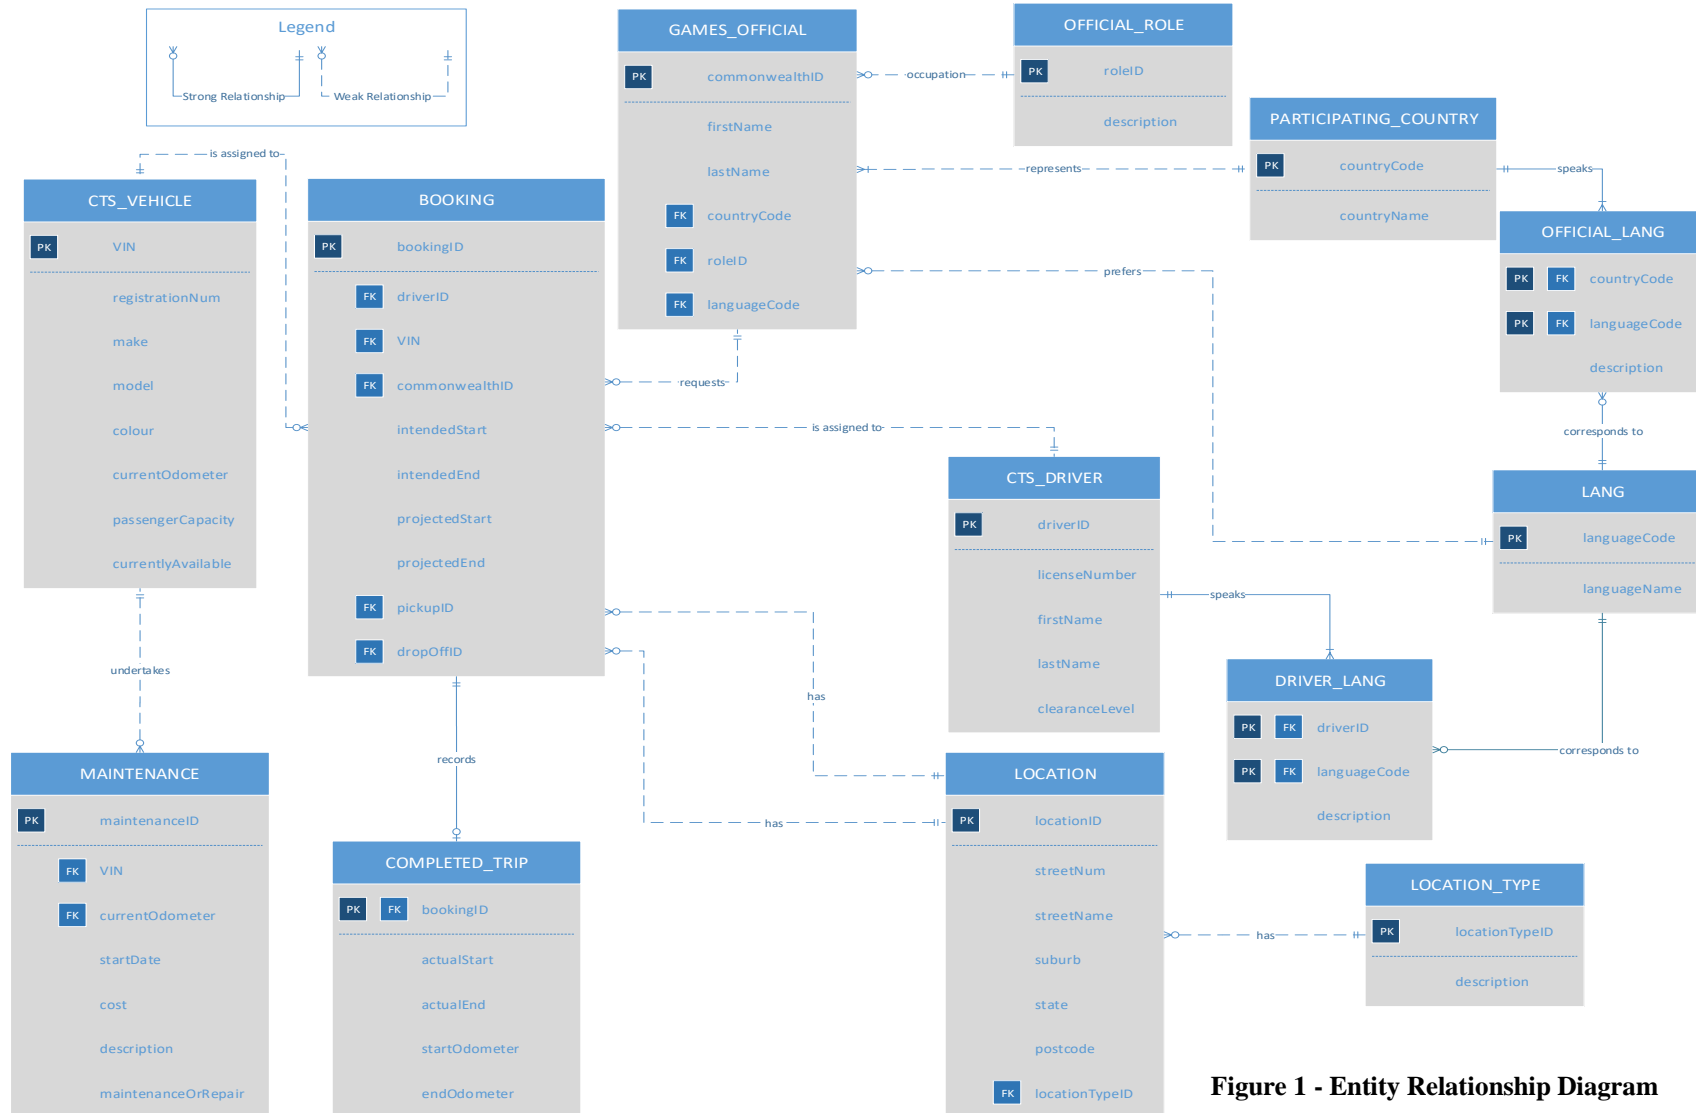 Legend
Strong Relationship
Weak Relationship
GAMES_OFFICIAL
PK commonwealthID
firstName
lastName
FK countryCode
FK roleID
FK languageCode
occupation
OFFICIAL_ROLE
PK roleID
description
represents
PARTICIPATING_COUNTRY
PK countryCode
countryName
speaks
OFFICIAL_LANG
PK FK countryCode
PK FK languageCode
description
prefers
corresponds to
LANG
PK languageCode
languageName
is assigned to
CTS_VEHICLE
PK VIN
registrationNum
make
model
colour
currentOdometer
passengerCapacity
currentlyAvailable
BOOKING
PK bookingID
FK driverID
FK VIN
FK commonwealthID
intendedStart
intendedEnd
projectedStart
projectedEnd
FK pickupID
FK dropOffID
requests
is assigned to
CTS_DRIVER
PK driverID
licenseNumber
firstName
lastName
clearanceLevel
speaks
DRIVER_LANG
PK FK driverID
PK FK languageCode
description
corresponds to
undertakes
records
has
has
MAINTENANCE
PK maintenanceID
FK VIN
FK currentOdometer
startDate
cost
description
maintenanceOrRepair
COMPLETED_TRIP
PK FK bookingID
actualStart
actualEnd
startOdometer
endOdometer
LOCATION
PK locationID
streetNum
streetName
suburb
state
postcode
FK locationTypeID
has
LOCATION_TYPE
PK locationTypeID
description
Figure 1 - Entity Relationship Diagram